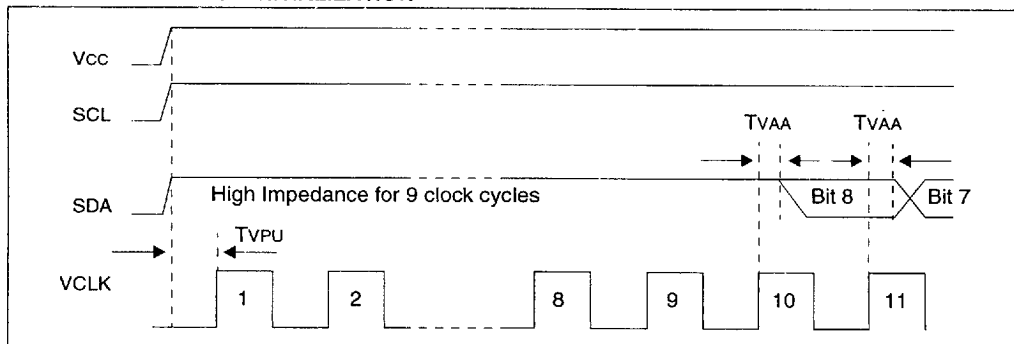 Vcc
SCL
TVAA TVAA
SDA High Impedance for 9 clock cycles Bit 8 Bit 7
TVPU
VCLK 1 2 8 9 10 11